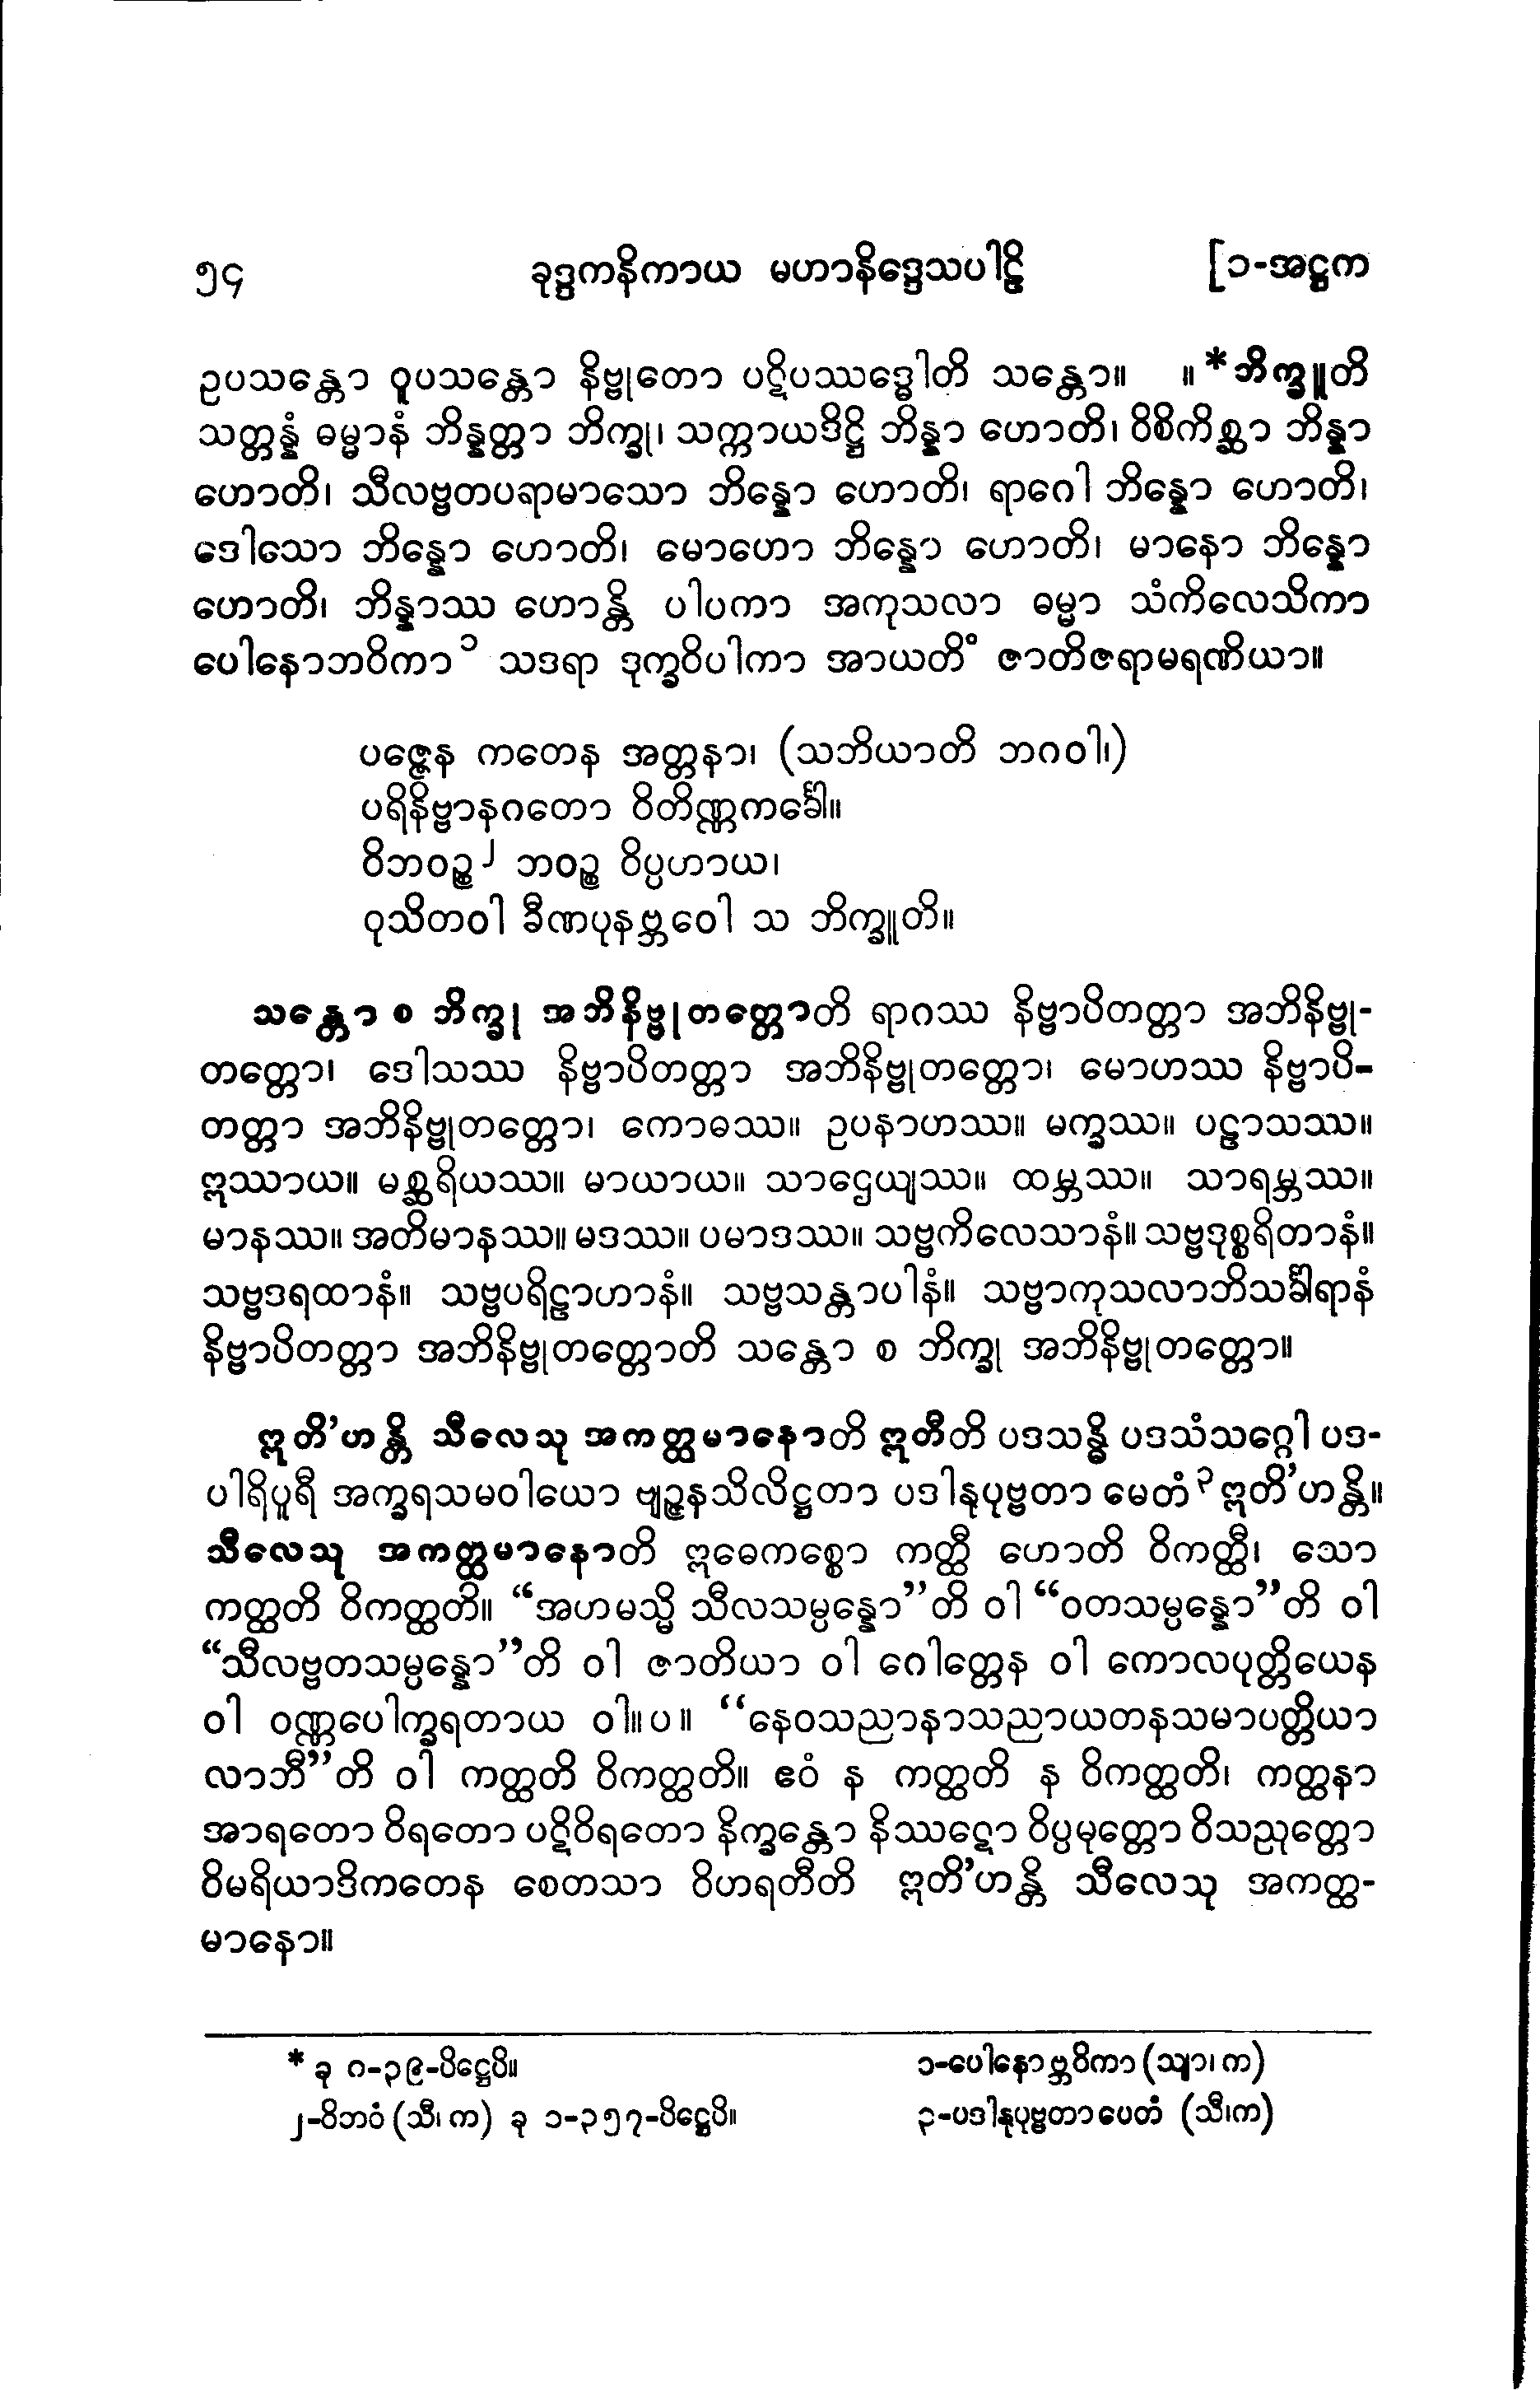 ၅၄ ခုဒ္ဒကနိကာယ မဟာနိဒ္ဒေသပါဠိ [၁-အဋ္ဌက
ဥပသန္တော ဝူပသန္တော နိဗ္ဗုတော ပဋိပဿဒ္ဓေါတိ သန္တော။ ။*ဘိက္ခူတိ
သတ္တန္နံ ဓမ္မာနံ ဘိန္နတ္တာ ဘိက္ခု၊ သက္ကာယဒိဋ္ဌိ ဘိန္နာ ဟောတိ၊ ဝိစိကိစ္ဆာ ဘိန္နာ
ဟောတိ၊ သီလဗ္ဗတပရာမာသော ဘိန္နော ဟောတိ၊ ရာဂေါ ဘိန္နော ဟောတိ၊
ဒေါသော ဘိန္နော ဟောတိ၊ မောဟော ဘိန္နော ဟောတိ၊ မာနော ဘိန္နော
ဟောတိ၊ ဘိန္နာဿ ဟောန္တိ ပါပကာ အကုသလာ ဓမ္မာ သံကိလေသိကာ
ပေါနောဘဝိကာ ၁ သဒရာ ဒုက္ခဝိပါကာ အာယတိံ ဇာတိဇရာမရဏိယာ။
ပဇ္ဇေန ကတေန အတ္တနာ၊ (သဘိယာတိ ဘဂဝါ၊)
ပရိနိဗ္ဗာနဂတော ဝိတိဏ္ဏကင်္ခေါ။
ဝိဘဝဉ္စ ၂ ဘဝဉ္စ ဝိပ္ပဟာယ၊
ဝုသိတဝါ ခီဏပုနဗ္ဘဝေါ သ ဘိက္ခူတိ။
သန္တော စ ဘိက္ခု အဘိနိဗ္ဗုတတ္တောတိ ရာဂဿ နိဗ္ဗာပိတတ္တာ အဘိနိဗ္ဗု-
တတ္တော၊ ဒေါသဿ နိဗ္ဗာပိတတ္တာ အဘိနိဗ္ဗုတတ္တော၊ မောဟဿ နိဗ္ဗာပိ-
တတ္တာ အဘိနိဗ္ဗုတတ္တော၊ ကောဓဿ။ ဥပနာဟဿ။ မက္ခဿ။ ပဠာသဿ။
ဣဿာယ။ မစ္ဆရိယဿ။ မာယာယ။ သာဌေယျဿ။ ထမ္ဘဿ။ သာရမ္ဘဿ။
မာနဿ။ အတိမာနဿ။ မဒဿ။ ပမာဒဿ။ သဗ္ဗကိလေသာနံ။ သဗ္ဗဒုစ္စရိတာနံ။
သဗ္ဗဒရထာနံ။ သဗ္ဗပရိဠာဟာနံ။ သဗ္ဗသန္တာပါနံ။ သဗ္ဗာကုသလာဘိသင်္ခါရာနံ
နိဗ္ဗာပိတတ္တာ အဘိနိဗ္ဗုတတ္တောတိ သန္တော စ ဘိက္ခု အဘိနိဗ္ဗုတတ္တော။
ဣတိ’ဟန္တိ သီလေသု အကတ္ထမာနောတိ ဣတီတိ ပဒသန္ဓိ ပဒသံသဂ္ဂေါ ပဒ-
ပါရိပူရီ အက္ခရသမဝါယော ဗျဉ္ဇနသိလိဋ္ဌတာ ပဒါနုပုဗ္ဗတာ မေတံ ၃ ဣတိ’ဟန္တိ။
သီလေသု အကတ္ထမာနောတိ ဣဓေကစ္စော ကတ္ထီ ဟောတိ ဝိကတ္ထီ၊ သော
ကတ္ထတိ ဝိကတ္ထတိ။ “အဟမသ္မိ သီလသမ္ပန္နော”တိ ဝါ “ဝတသမ္ပန္နော”တိ ဝါ
“သီလဗ္ဗတသမ္ပန္နော”တိ ဝါ ဇာတိယာ ဝါ ဂေါတ္တေန ဝါ ကောလပုတ္တိယေန
ဝါ ဝဏ္ဏပေါက္ခရတာယ ဝါ။ပ။ “နေဝသညာနာသညာယတနသမာပတ္တိယာ
လာဘီ”တိ ဝါ ကတ္ထတိ ဝိကတ္ထတိ။ ဧဝံ န ကတ္ထတိ န ဝိကတ္ထတိ၊ ကတ္ထနာ
အာရတော ဝိရတော ပဋိဝိရတော နိက္ခန္တော နိဿဋော ဝိပ္ပမုတ္တော ဝိသညုတ္တော
ဝိမရိယာဒိကတေန စေတသာ ဝိဟရတီတိ ဣတိ’ဟန္တိ သီလေသု အကတ္ထ-
မာနော။
* ခု ဂ-၃၉-ပိဋ္ဌေပိ။ ၁-ပေါနောဗ္ဘဝိကာ (သျာ၊ က)
၂-ဝိဘဝံ (သီ၊ က) ခု ၁-၃၅၇-ပိဋ္ဌေပိ။ ၃-ပဒါနုပုဗ္ဗတာပေတံ (သီ၊က)